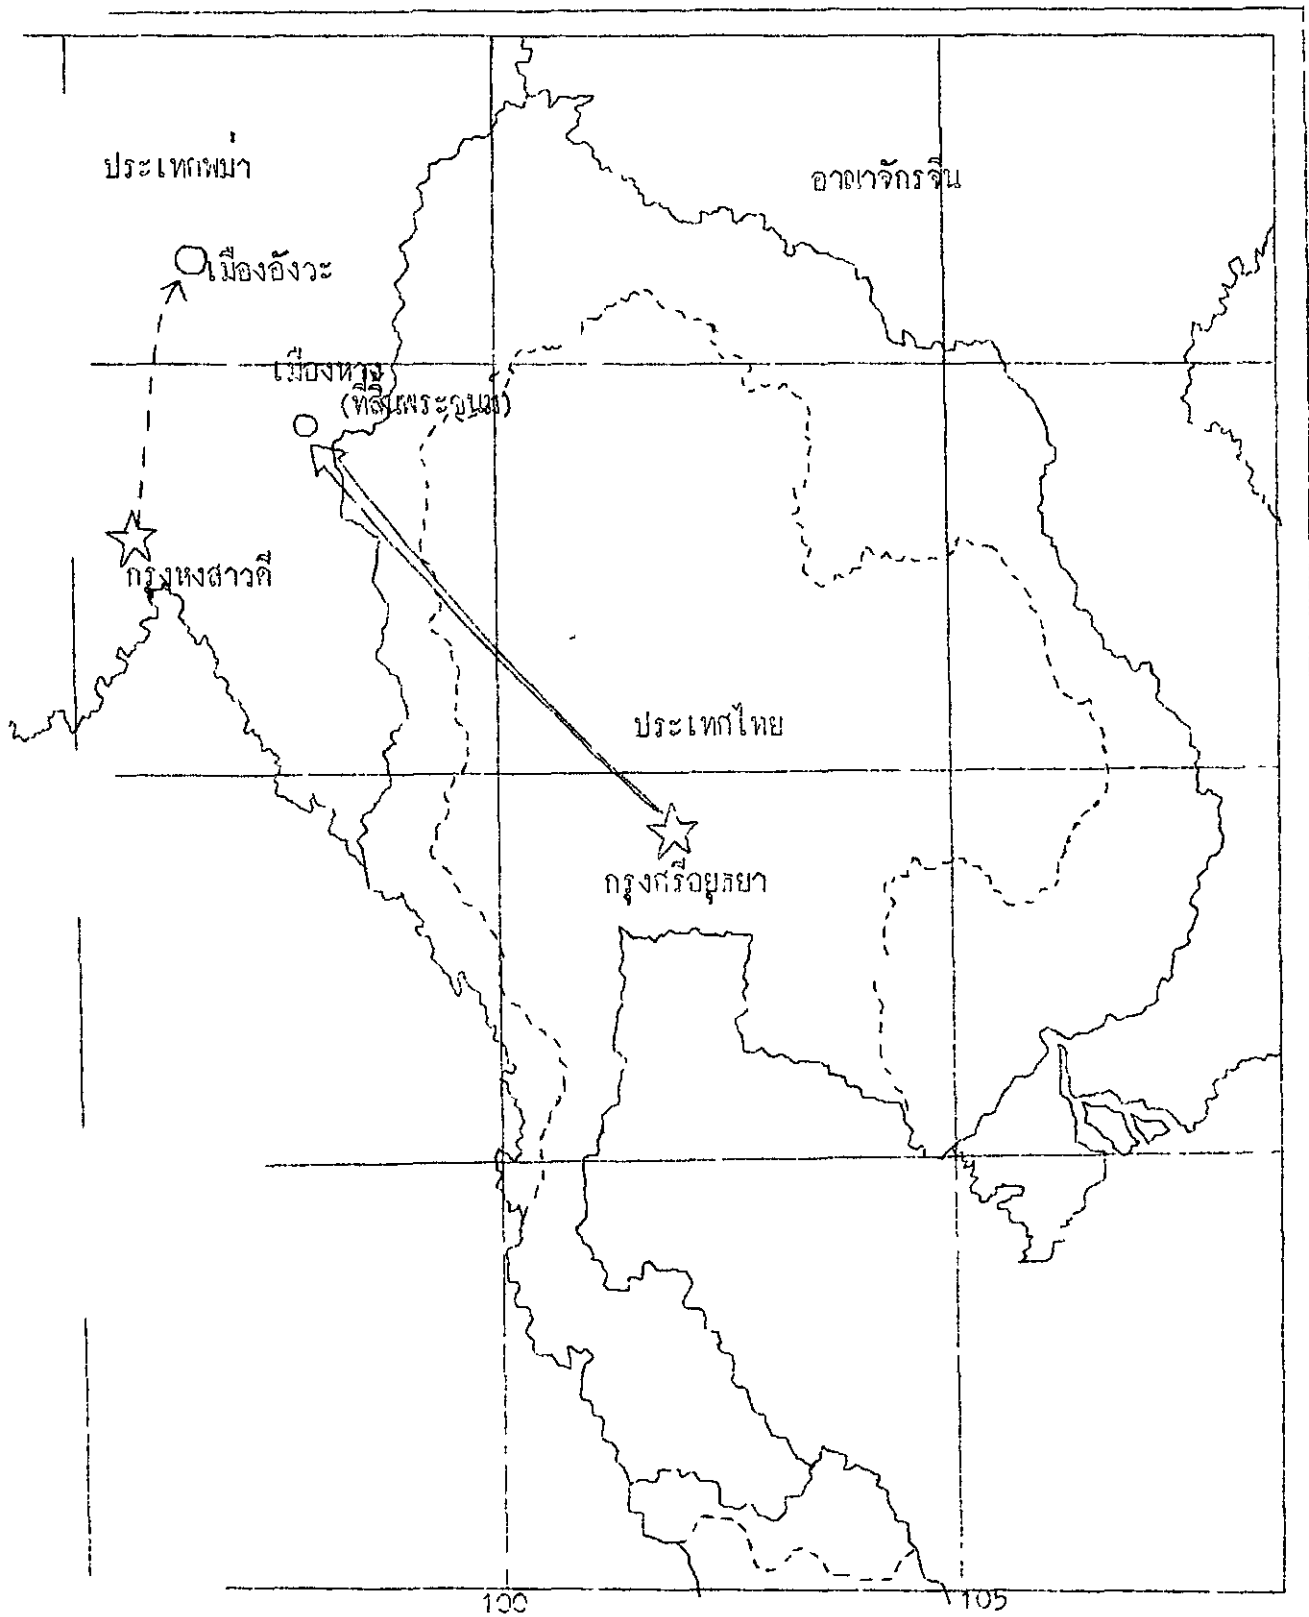 ประเทศพม่า
อาณาจักรจีน
เมืองอังวะ
เมืองหาง
(ที่สิ้นพระชนม์)
กรุงหงสาวดี
ประเทศไทย
กรุงศรีอยุธยา
100
105